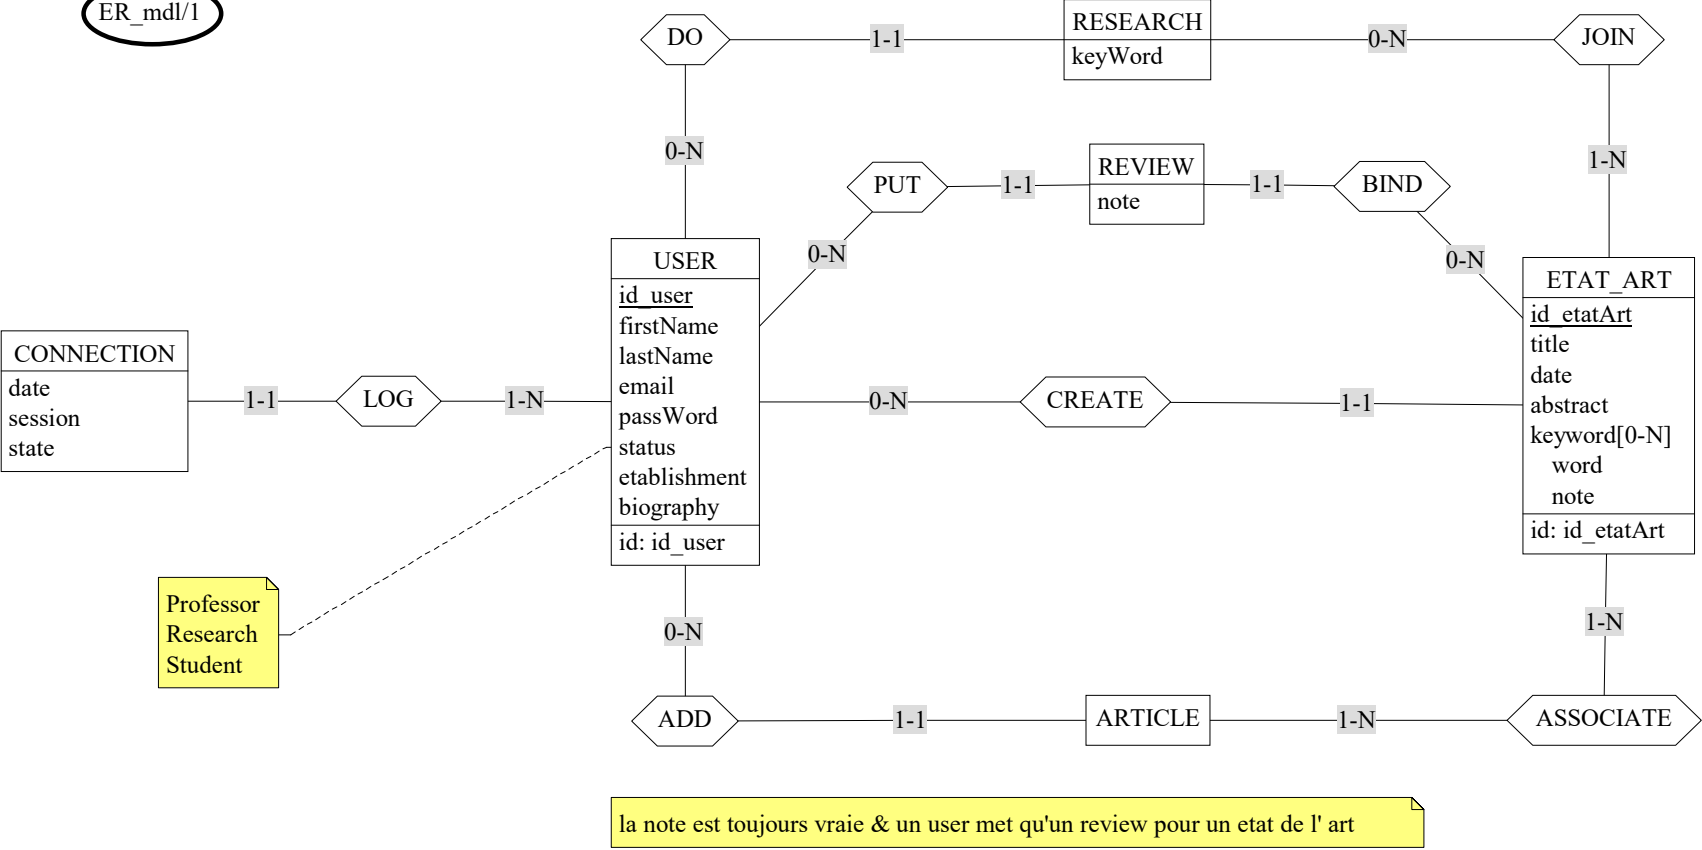 ER_mdl/1
DO
1-1
RESEARCH
keyWord
0-N
JOIN
0-N
1-N
PUT
1-1
REVIEW
note
1-1
BIND
0-N
0-N
USER
id_user
firstName
lastName
email
passWord
status
etablishment
biography
id: id_user
ETAT_ART
id_etatArt
title
date
abstract
keyword[0-N]
word
note
id: id_etatArt
CONNECTION
date
session
state
1-1
LOG
1-N
0-N
CREATE
1-1
Professor
Research
Student
0-N
1-N
ADD
1-1
ARTICLE
1-N
ASSOCIATE
la note est toujours vraie & un user met qu'un review pour un etat de l' art